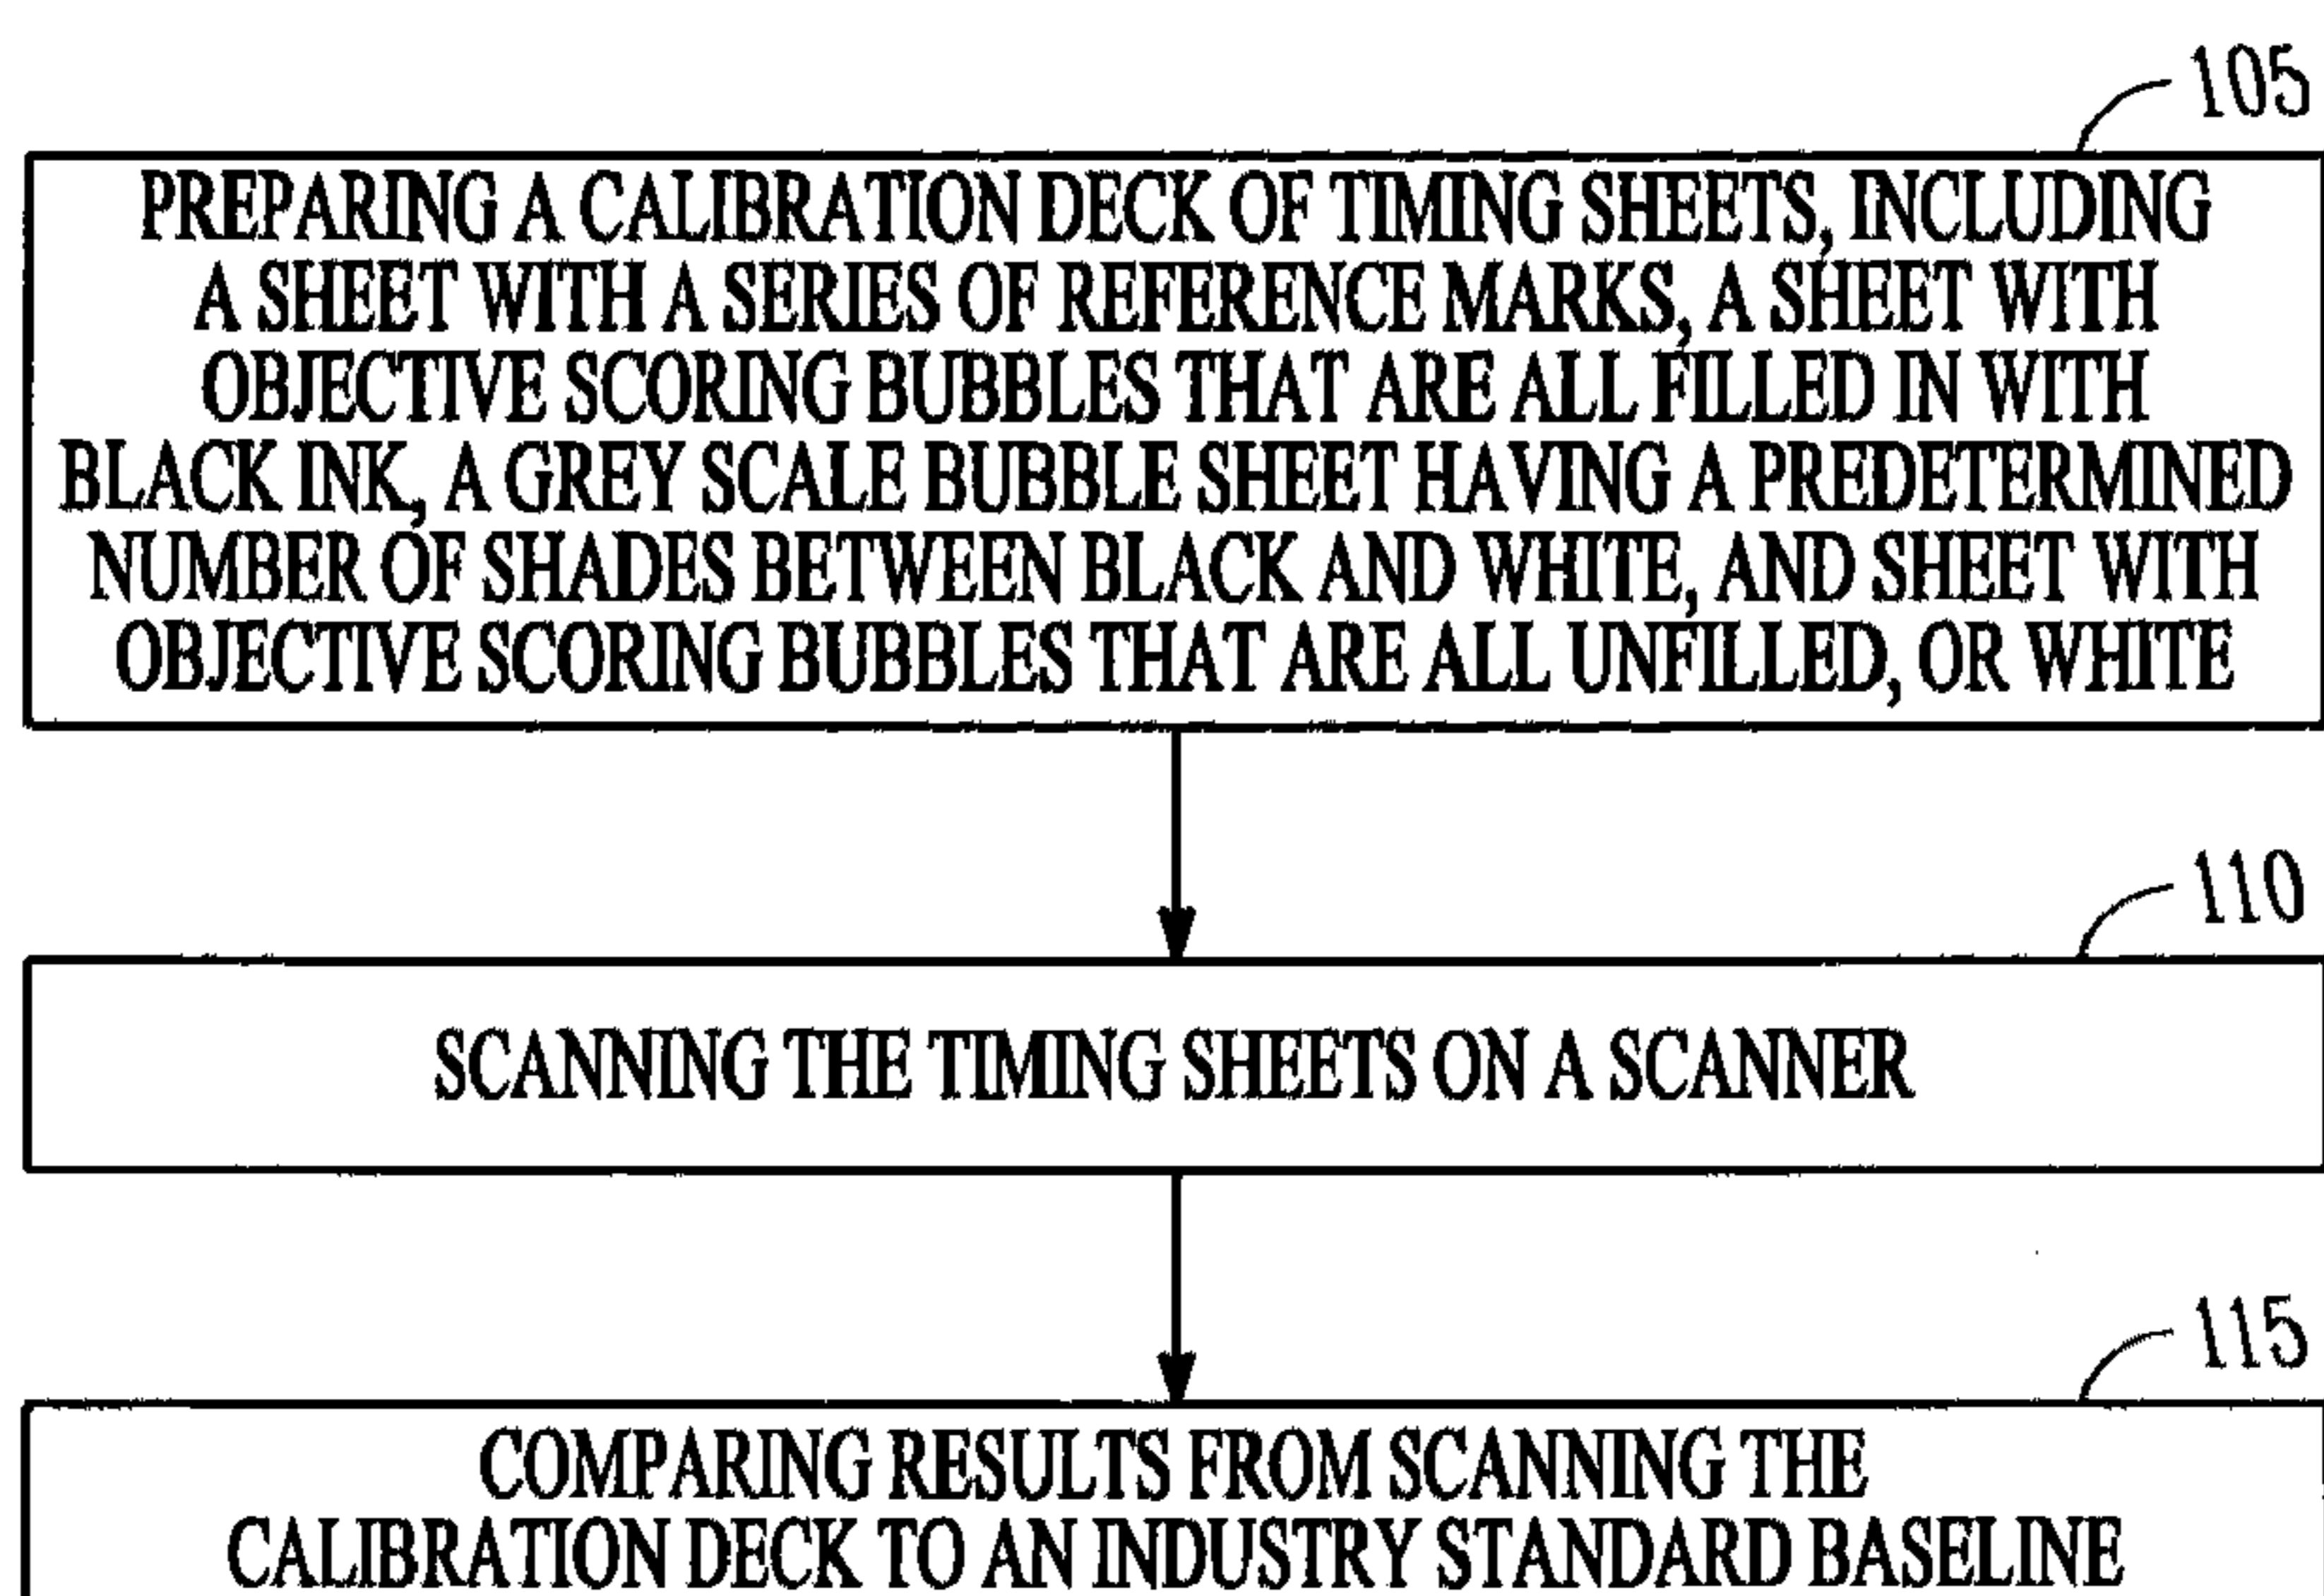 105
PREPARING A CALIBRATION DECK OF TIMING SHEETS, INCLUDING
A SHEET WITH A SERIES OF REFERENCE MARKS, A SHEET WITH
OBJECTIVE SCORING BUBBLES THAT ARE ALL FILLED IN WITH
BLACK INK, A GREY SCALE BUBBLE SHEET HAVING A PREDETERMINED
NUMBER OF SHADES BETWEEN BLACK AND WHITE, AND SHEET WITH
OBJECTIVE SCORING BUBBLES THAT ARE ALL UNFILLED, OR WHITE
110
SCANNING THE TIMING SHEETS ON A SCANNER
115
COMPARING RESULTS FROM SCANNING THE
CALIBRATION DECK TO AN INDUSTRY STANDARD BASELINE